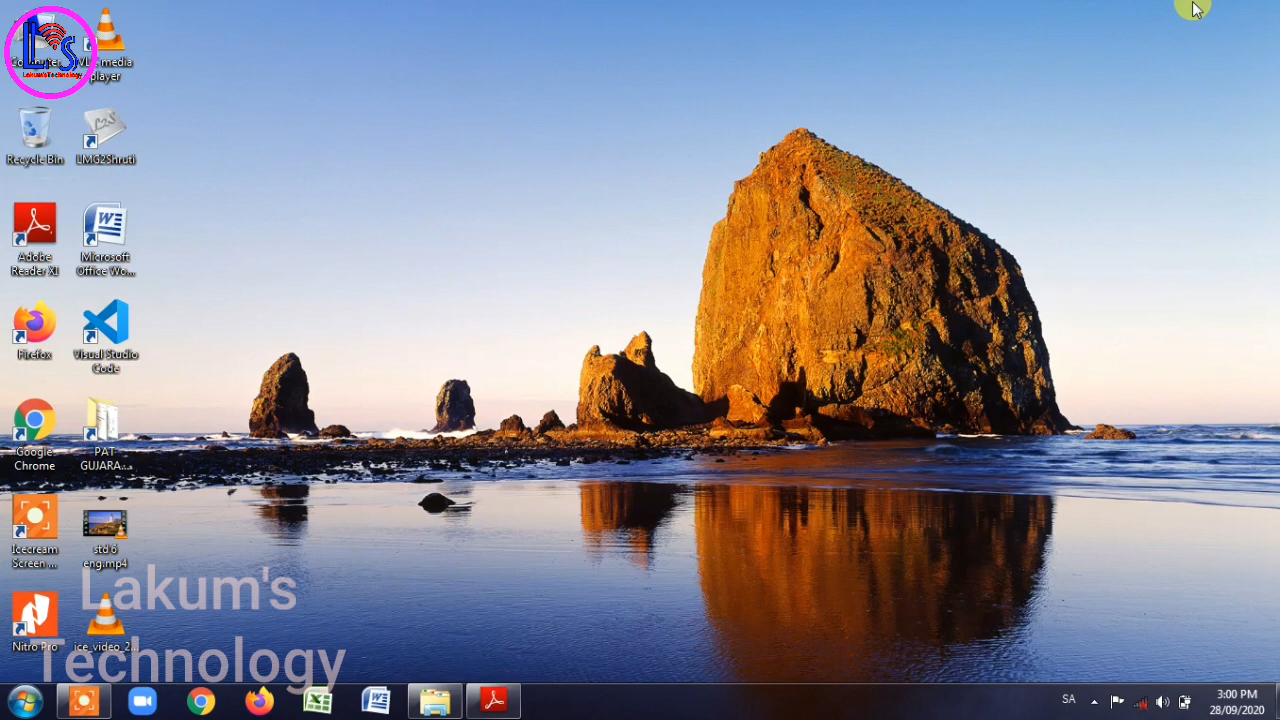 Lakum'sTechnology
VLC media
player
Recycle Bin
LMG2Shruti
Adobe
Reader XI
Microsoft
Office Wo...
Firefox
Visual Studio
Code
Google
Chrome
PAT
GUJARA...
Icecream
Screen ...
std 6
eng.mp4
Nitro Pro
ice_video_2...
Lakum's
Technology
SA
3:00 PM
28/09/2020